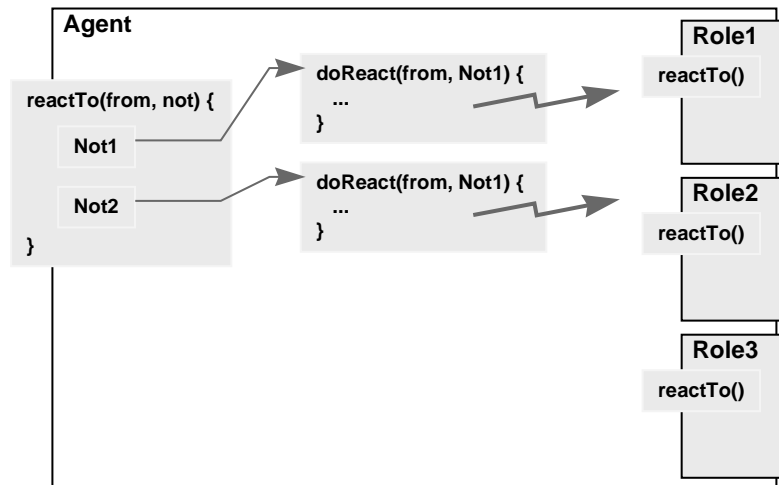 Agent
reactTo(from, not) {
Not1
Not2
}
doReact(from, Not1) {
...
}
doReact(from, Not1) {
...
}
Role1
reactTo()
Role2
reactTo()
Role3
reactTo()